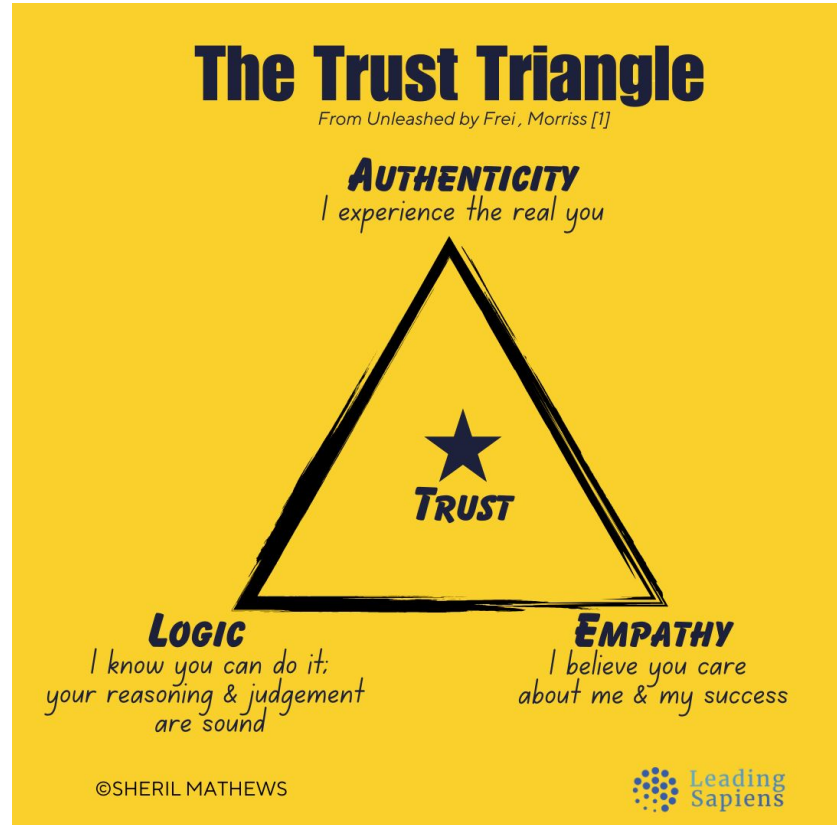 The Trust Triangle
From Unleashed by Frei, Morriss [1]
AUTHENTICITY
I experience the real you
TRUST
LOGIC
I know you can do it;
your reasoning & judgement
are sound
EMPATHY
I believe you care
about me & my success
©SHERIL MATHEWS
Leading
Sapiens